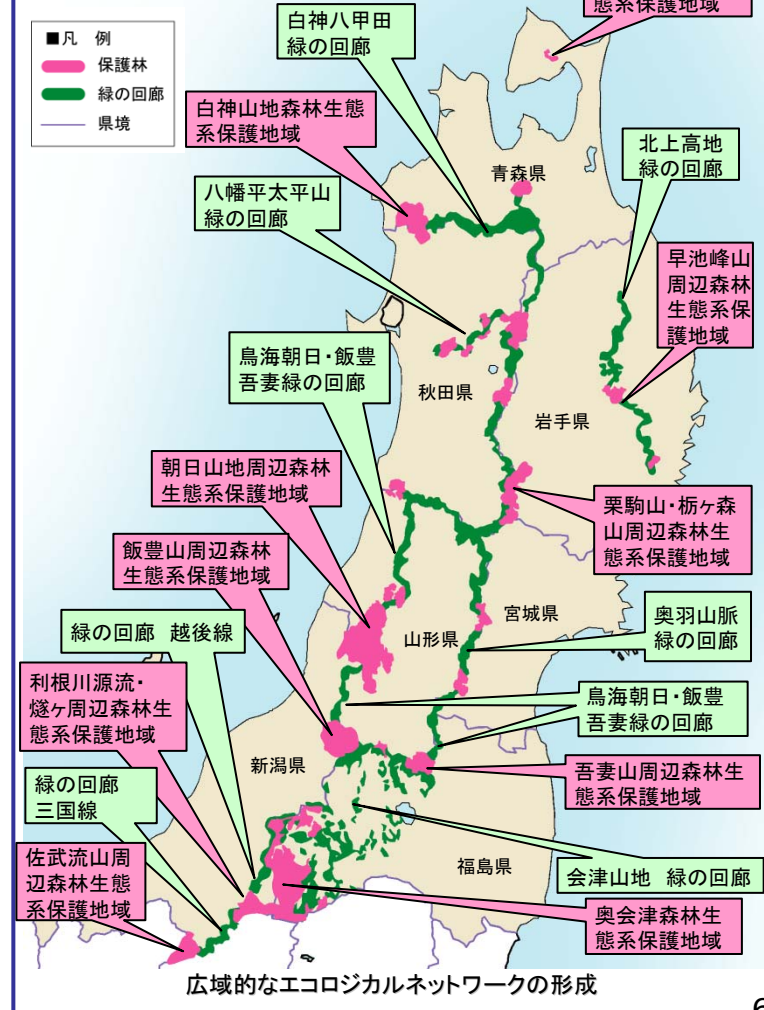 態系保護地域
白神八甲田
緑の回廊
■凡 例
保護林
緑の回廊
県境
白神山地森林生態
系保護地域
青森県
北上高地
緑の回廊
八幡平太平山
緑の回廊
早池峰山
周辺森林
生態系保
護地域
鳥海朝日・飯豊
吾妻緑の回廊
秋田県
岩手県
朝日山地周辺森林
生態系保護地域
栗駒山・栃ヶ森
山周辺森林生
態系保護地域
飯豊山周辺森林
生態系保護地域
宮城県
奥羽山脈
緑の回廊
緑の回廊 越後線
山形県
利根川源流・
燧ヶ周辺森林生
態系保護地域
鳥海朝日・飯豊
吾妻緑の回廊
新潟県
吾妻山周辺森林生
態系保護地域
緑の回廊
三国線
佐武流山周
辺森林生態
系保護地域
福島県
会津山地 緑の回廊
奥会津森林生
態系保護地域
広域的なエコロジカルネットワークの形成